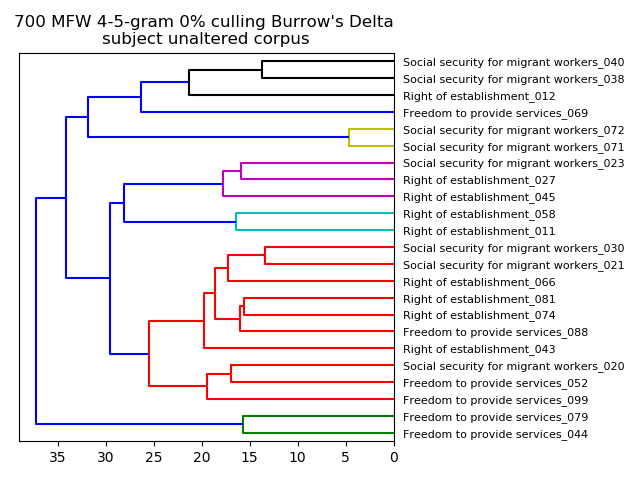 700 MFW 4-5-gram 0% culling Burrow's Delta
subject unaltered corpus
Social security for migrant workers_040
Social security for migrant workers_038
Right of establishment_012
Freedom to provide services_069
Social security for migrant workers_072
Social security for migrant workers_071
Social security for migrant workers_023
Right of establishment_027
Right of establishment_045
Right of establishment_058
Right of establishment_011
Social security for migrant workers_030
Social security for migrant workers_021
Right of establishment_066
Right of establishment_081
Right of establishment_074
Freedom to provide services_088
Right of establishment_043
Social security for migrant workers_020
Freedom to provide services_052
Freedom to provide services_099
Freedom to provide services_079
Freedom to provide services_044
35 30 25 20 15 10 5 0